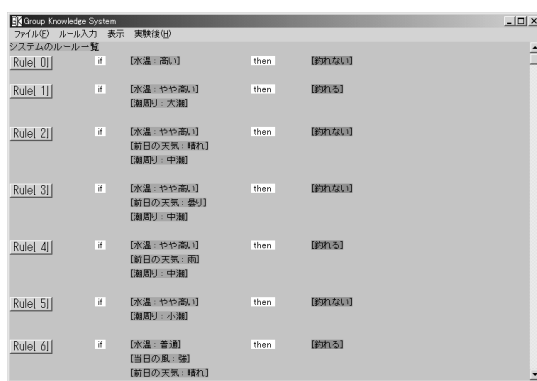 Group Knowledge System
ファイル(F) ルール入力 表示 実験後(H)
システムのルール一覧
Rule[ 0] if [水温：高い] then [釣れない]
Rule[ 1] if [水温：やや高い] then [釣れる]
[潮周り：大潮]
Rule[ 2] if [水温：やや高い] then [釣れない]
[前日の天気：晴れ]
[潮周り：中潮]
Rule[ 3] if [水温：やや高い] then [釣れない]
[前日の天気：曇り]
[潮周り：中潮]
Rule[ 4] if [水温：やや高い] then [釣れる]
[前日の天気：雨]
[潮周り：中潮]
Rule[ 5] if [水温：やや高い] then [釣れない]
[潮周り：小潮]
Rule[ 6] if [水温：普通] then [釣れる]
[当日の風：強]
[前日の天気：晴れ]